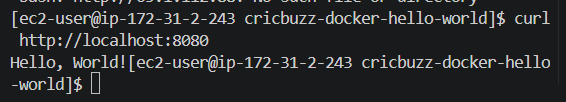 [ec2-user@ip-172-31-2-243 cricbuzz-docker-hello-world]$ curl
 http://localhost:8080
Hello, World![ec2-user@ip-172-31-2-243 cricbuzz-docker-hello
-world]$